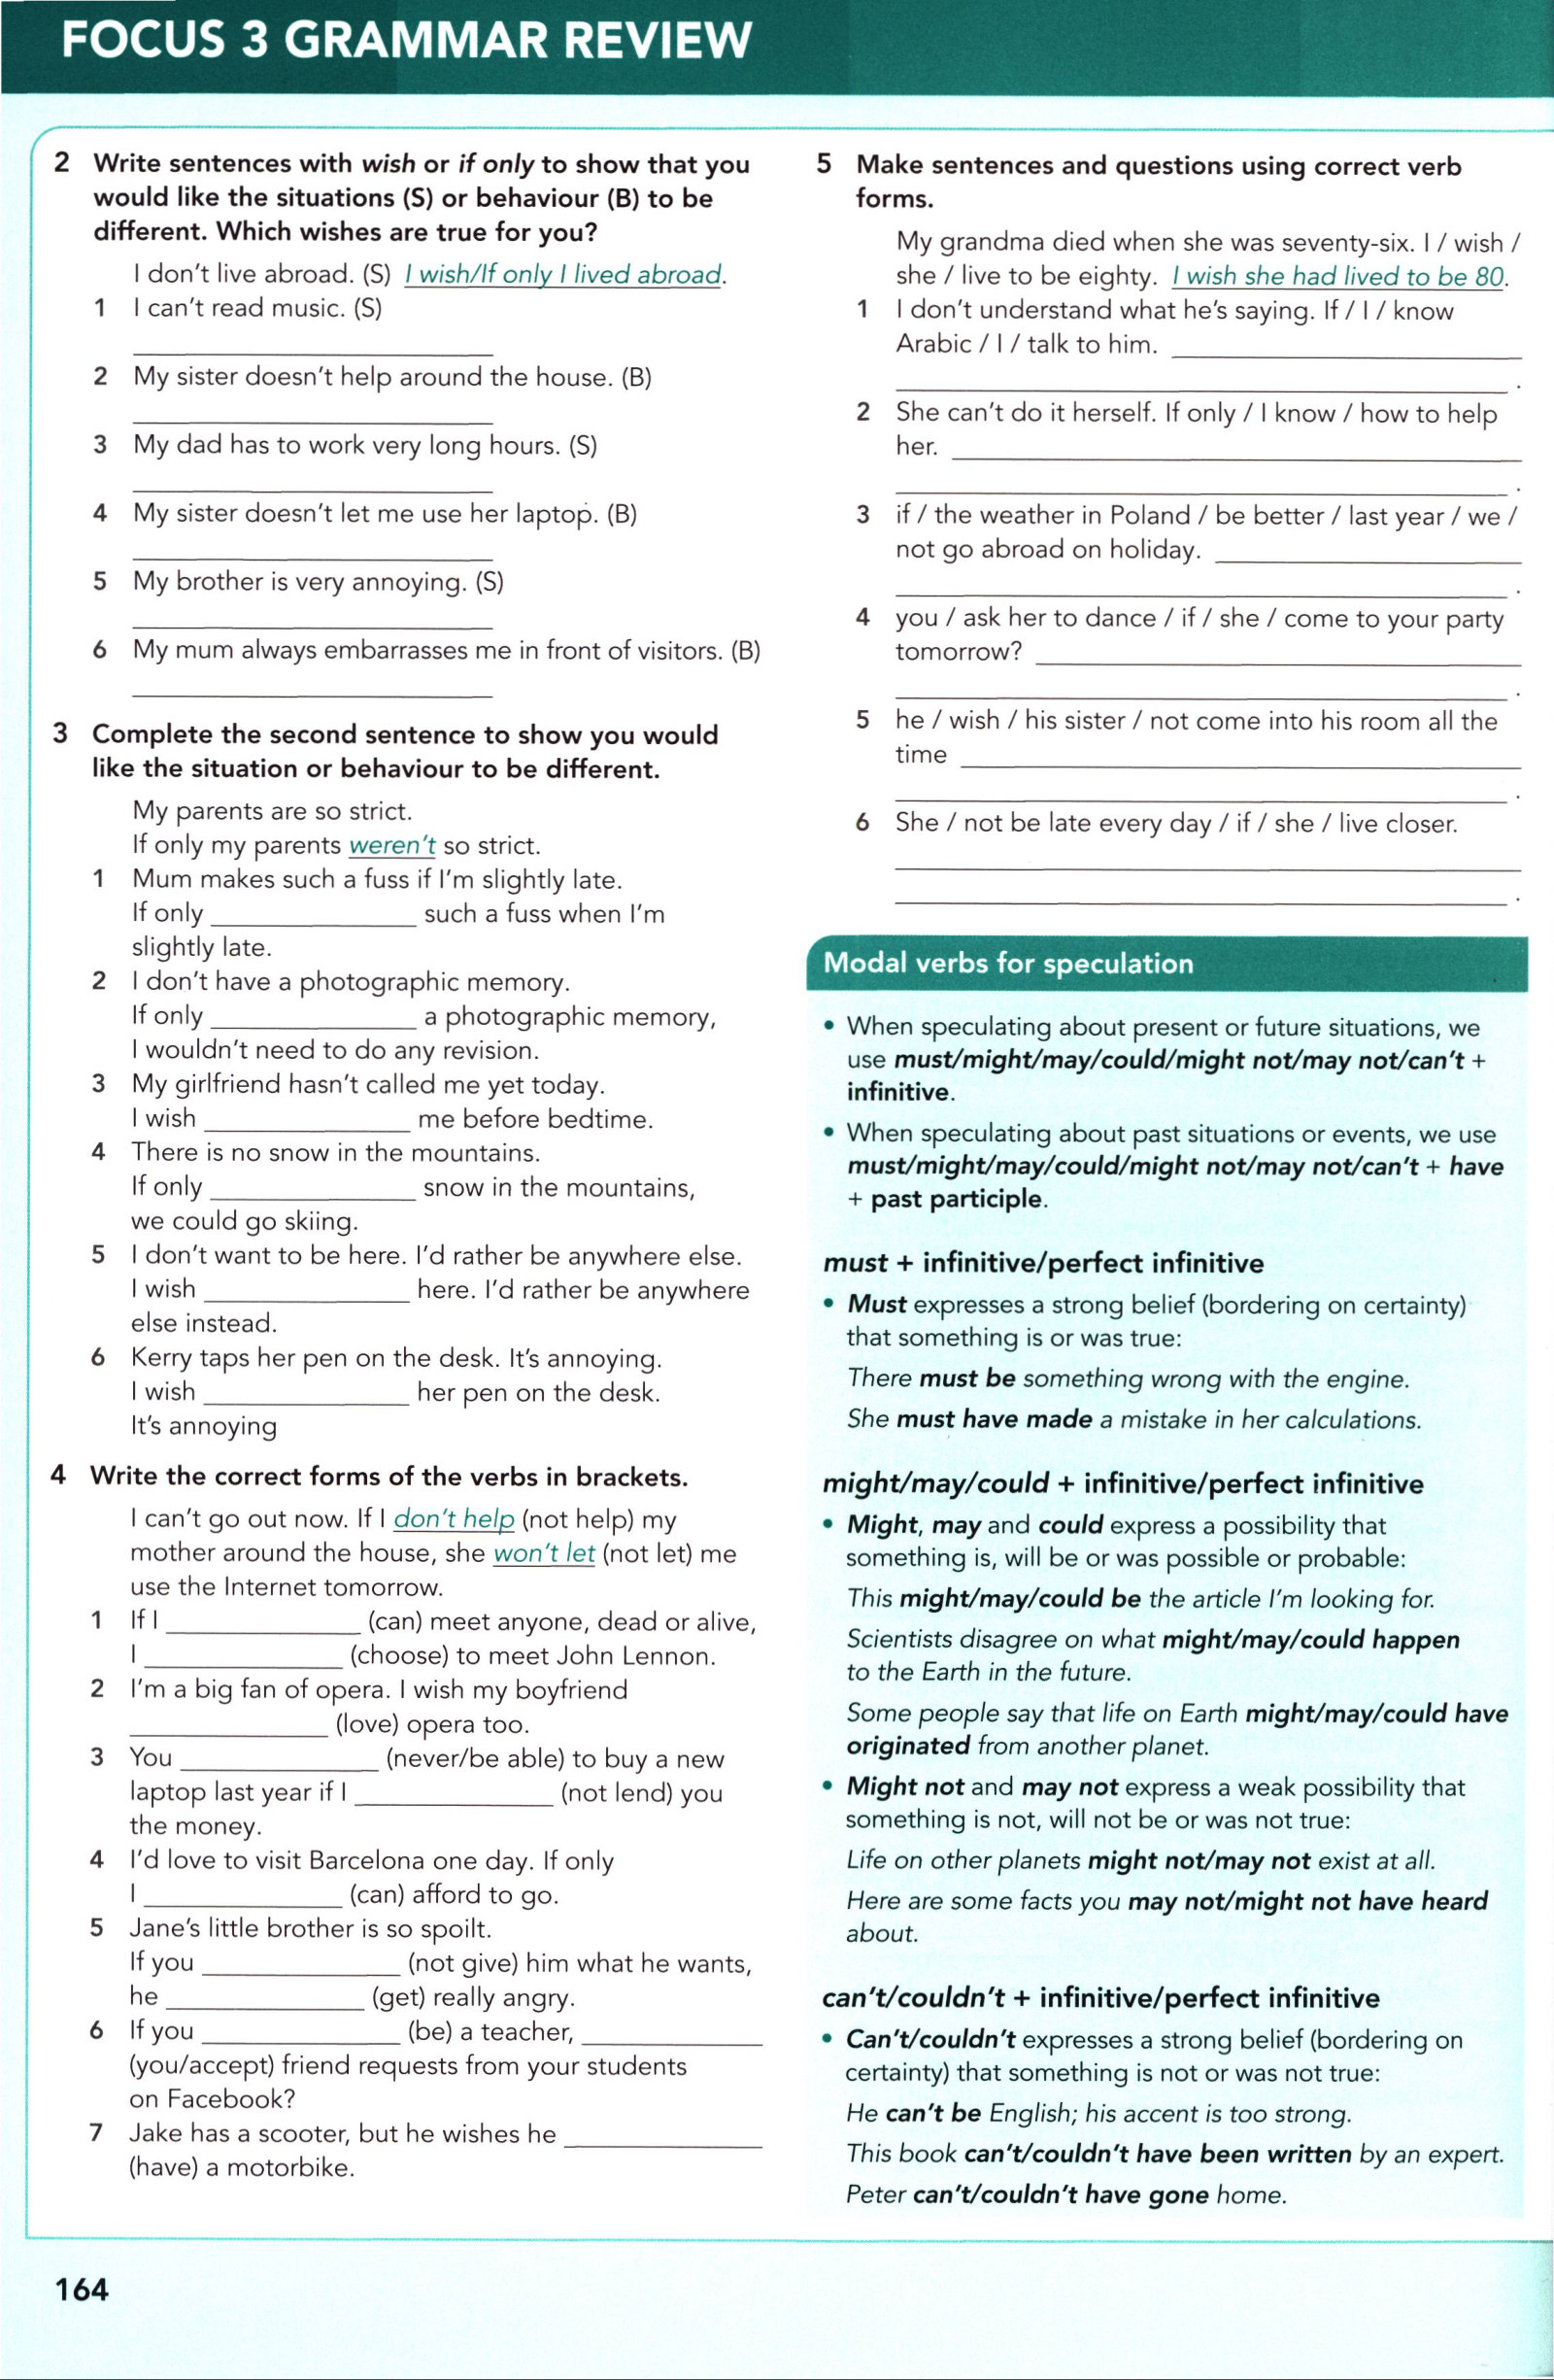 FOCUS 3 GRAMMAR REVIEW
2 Write sentences with wish or if only to show that you
would like the situations (S) or behaviour (B) to be
different. Which wishes are true for you?
I don't live abroad. (S) I wish/If only I lived abroad.
1 I can't read music. (S)
____________________
2 My sister doesn't help around the house. (B)
____________________
3 My dad has to work very long hours. (S)
____________________
4 My sister doesn't let me use her laptop. (B)
____________________
5 My brother is very annoying. (S)
____________________
6 My mum always embarrasses me in front of visitors. (B)
____________________
3 Complete the second sentence to show you would
like the situation or behaviour to be different.
My parents are so strict.
If only my parents weren't so strict.
1 Mum makes such a fuss if I'm slightly late.
If only ____________ such a fuss when I'm
slightly late.
2 I don't have a photographic memory.
If only ____________ a photographic memory,
I wouldn't need to do any revision.
3 My girlfriend hasn't called me yet today.
I wish ____________ me before bedtime.
4 There is no snow in the mountains.
If only ____________ snow in the mountains,
we could go skiing.
5 I don't want to be here. I'd rather be anywhere else.
I wish ____________ here. I'd rather be anywhere
else instead.
6 Kerry taps her pen on the desk. It's annoying.
I wish ____________ her pen on the desk.
It's annoying
4 Write the correct forms of the verbs in brackets.
I can't go out now. If I don't help (not help) my
mother around the house, she won't let (not let) me
use the Internet tomorrow.
1 If I ____________ (can) meet anyone, dead or alive,
I ____________ (choose) to meet John Lennon.
2 I'm a big fan of opera. I wish my boyfriend
____________ (love) opera too.
3 You ____________ (never/be able) to buy a new
laptop last year if I ____________ (not lend) you
the money.
4 I'd love to visit Barcelona one day. If only
I ____________ (can) afford to go.
5 Jane's little brother is so spoilt.
If you ____________ (not give) him what he wants,
he ____________ (get) really angry.
6 If you ____________ (be) a teacher, ____________
(you/accept) friend requests from your students
on Facebook?
7 Jake has a scooter, but he wishes he ____________
(have) a motorbike.
5 Make sentences and questions using correct verb
forms.
My grandma died when she was seventy-six. I / wish /
she / live to be eighty. I wish she had lived to be 80.
1 I don't understand what he's saying. If / I / know
Arabic / I / talk to him. ____________________
____________________.
2 She can't do it herself. If only / I know / how to help
her. ____________________
____________________.
3 if / the weather in Poland / be better / last year / we /
not go abroad on holiday. ____________________
____________________.
4 you / ask her to dance / if / she / come to your party
tomorrow? ____________________
____________________.
5 he / wish / his sister / not come into his room all the
time ____________________
____________________.
6 She / not be late every day / if / she / live closer.
____________________
____________________.
Modal verbs for speculation
• When speculating about present or future situations, we
use must/might/may/could/might not/may not/can't +
infinitive.
• When speculating about past situations or events, we use
must/might/may/could/might not/may not/can't + have
+ past participle.
must + infinitive/perfect infinitive
• Must expresses a strong belief (bordering on certainty)
that something is or was true:
There must be something wrong with the engine.
She must have made a mistake in her calculations.
might/may/could + infinitive/perfect infinitive
• Might, may and could express a possibility that
something is, will be or was possible or probable:
This might/may/could be the article I'm looking for.
Scientists disagree on what might/may/could happen
to the Earth in the future.
Some people say that life on Earth might/may/could have
originated from another planet.
• Might not and may not express a weak possibility that
something is not, will not be or was not true:
Life on other planets might not/may not exist at all.
Here are some facts you may not/might not have heard
about.
can't/couldn't + infinitive/perfect infinitive
• Can't/couldn't expresses a strong belief (bordering on
certainty) that something is not or was not true:
He can't be English; his accent is too strong.
This book can't/couldn't have been written by an expert.
Peter can't/couldn't have gone home.
164